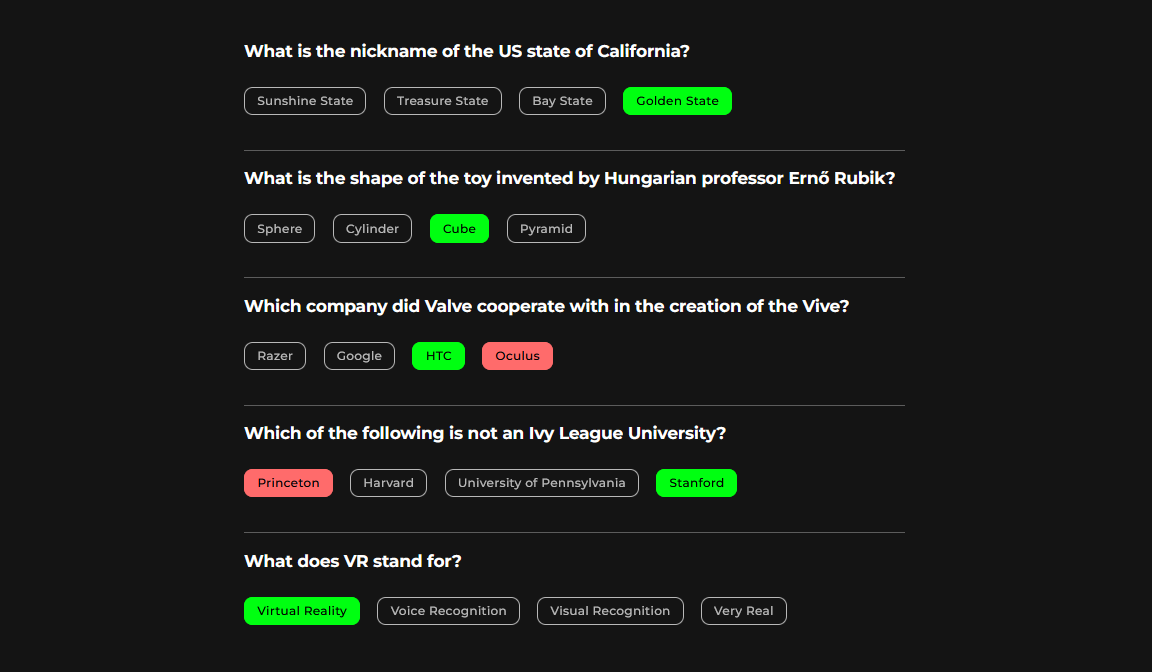 What is the nickname of the US state of California?
Sunshine State Treasure State Bay State Golden State
What is the shape of the toy invented by Hungarian professor Ernő Rubik?
Sphere Cylinder Cube Pyramid
Which company did Valve cooperate with in the creation of the Vive?
Razer Google HTC Oculus
Which of the following is not an Ivy League University?
Princeton Harvard University of Pennsylvania Stanford
What does VR stand for?
Virtual Reality Voice Recognition Visual Recognition Very Real